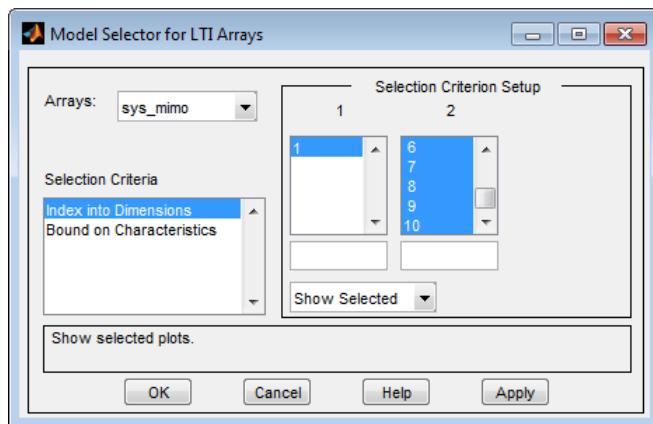 Model Selector for LTI Arrays
Arrays:
sys_mimo
Selection Criteria
Index into Dimensions
Bound on Characteristics
Selection Criterion Setup
1 2
1
6
7
8
9
10
Show Selected
Show selected plots.
OK Cancel Help Apply